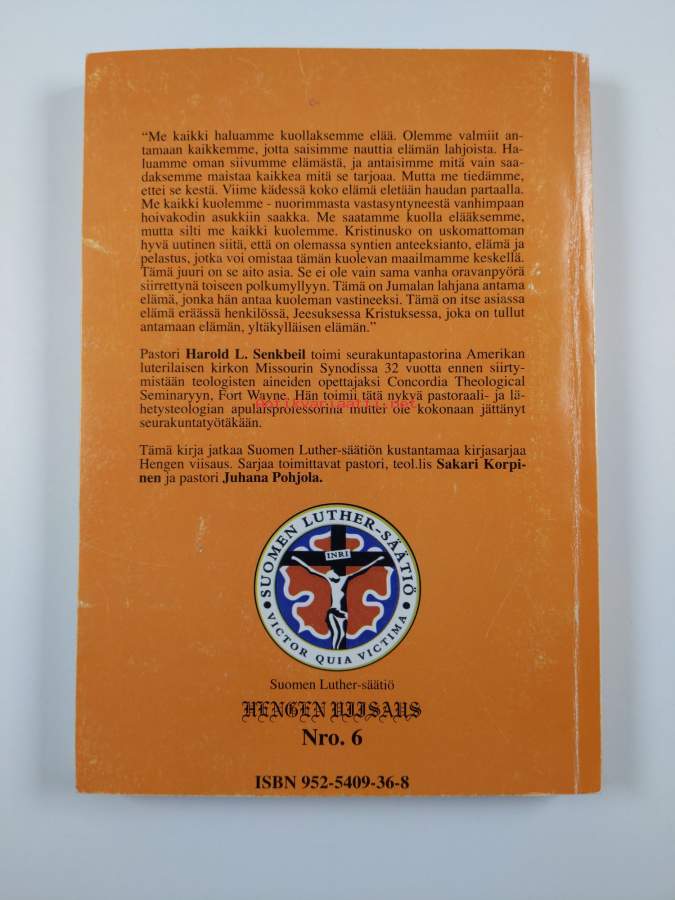 “Me kaikki haluamme kuollaksemme elää. Olemme valmiit an-
tamaan kaikkemme, jotta saisimme nauttia elämän lahjoista. Ha-
luamme oman siivumme elämästä, ja antaisimme mitä vain saa-
daksemme maistaa kaikkea mitä se tarjoaa. Mutta me tiedämme,
ettei se kestä. Viime kädessä koko elämä eletään haudan partaalla.
Me kaikki kuolemme - nuorimmasta vastasyntyneestä vanhimpaan
hoivakodin asukkiin saakka. Me saatamme kuolla elääksemme,
mutta silti me kaikki kuolemme. Kristinusko on uskomattoman
hyvä uutinen siitä, että on olemassa syntien anteeksianto, elämä ja
pelastus, jotka voi omistaa tämän kuolevan maailmamme keskellä.
Tämä juuri on se aito asia. Se ei ole vain sama vanha oravanpyörä
siirrettynä toiseen polkumyllyyn. Tämä on Jumalan lahjana antama
elämä, jonka hän antaa kuoleman vastineeksi. Tämä on itse asiassa
elämä eräässä henkilössä, Jeesuksessa Kristuksessa, joka on tullut
antamaan elämän, yltäkylläisen elämän.”
Pastori Harold L. Senkbeil toimi seurakuntapastorina Amerikan
luterilaisen kirkon Missourin Synodissa 32 vuotta ennen siirty-
mistään teologisten aineiden opettajaksi Concordia Theological
Seminaryyn, Fort Wayne. Hän toimii tätä nykyä pastoraali- ja lä-
hetysteologian apulaisprofessorina muttei ole kokonaan jättänyt
seurakuntatyötäkään.
Tämä kirja jatkaa Suomen Luther-säätiön kustantamaa kirjasarjaa
Hengen viisaus. Sarjaa toimittavat pastori, teol.lis Sakari Korpi-
nen ja pastori Juhana Pohjola.
SUOMEN LUTHER-SÄÄTIÖ
INRI
VICTOR QUIA VICTIMA
Suomen Luther-säätiö
HENGEN VIISAUS
Nro. 6
ISBN 952-5409-36-8